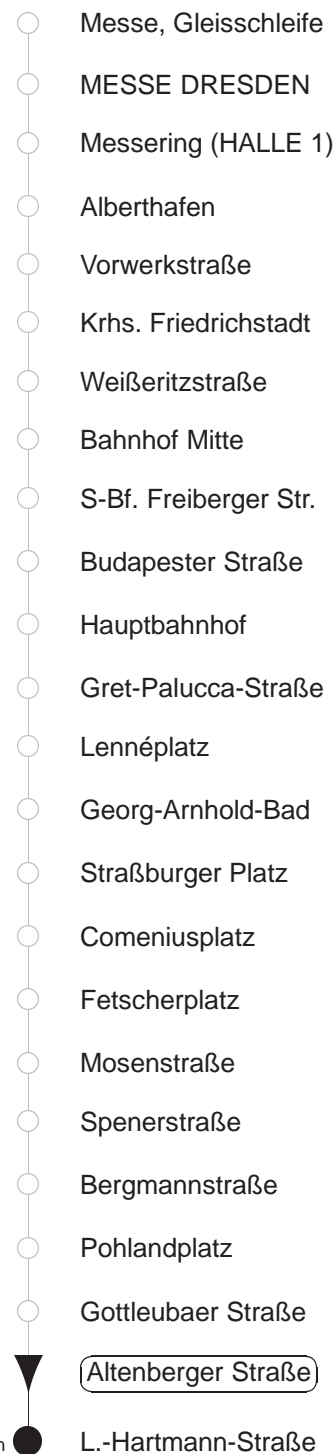 Messe, Gleisschleife
MESSE DRESDEN
Messering (HALLE 1)
Alberthafen
Vorwerkstraße
Krhs. Friedrichstadt
Weißeritzstraße
Bahnhof Mitte
S-Bf. Freiberger Str.
Budapester Straße
Hauptbahnhof
Gret-Palucca-Straße
Lennéplatz
Georg-Arnhold-Bad
Straßburger Platz
Comeniusplatz
Fetscherplatz
Mosenstraße
Spenerstraße
Bergmannstraße
Pohlandplatz
Gottleubaer Straße
Altenberger Straße
L.-Hartmann-Straße